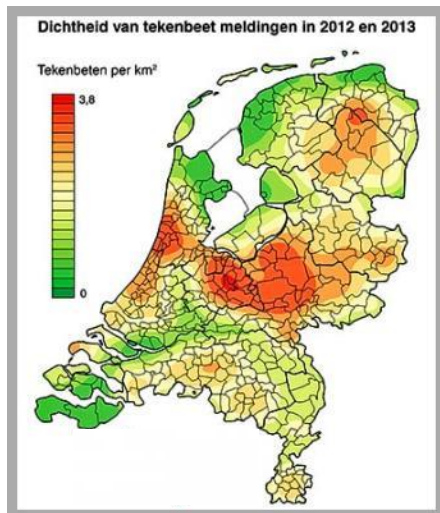 Dichtheid van tekenbeet meldingen in 2012 en 2013
Tekenbeten per km²
3,8
0